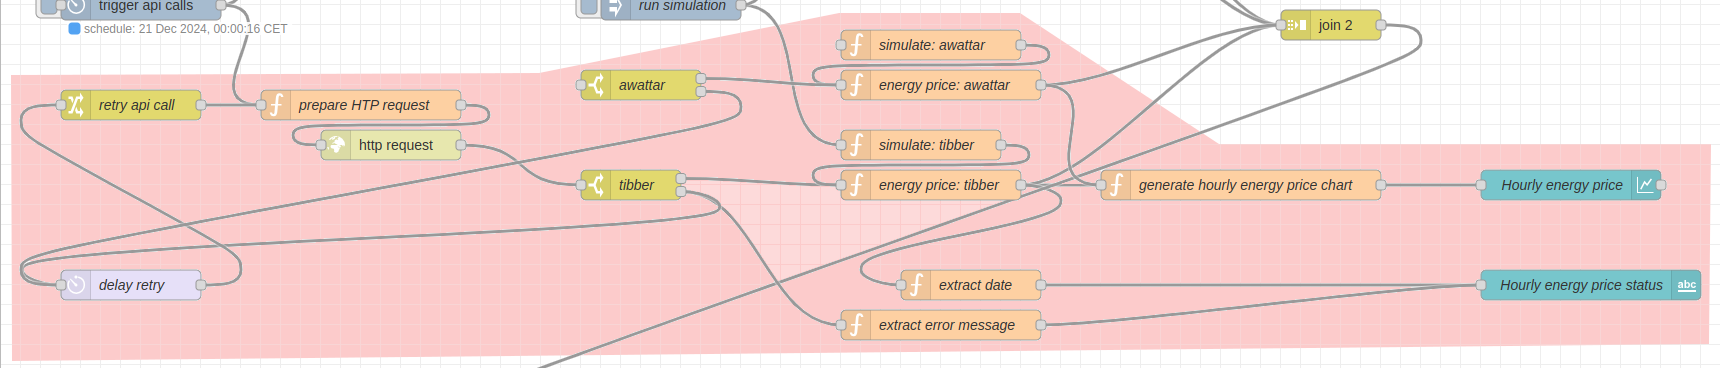 trigger api calls
run simulation
schedule: 21 Dec 2024, 00:00:16 CET
join 2
simulate: awattar
awattar
energy price: awattar
retry api call
prepare HTP request
http request
simulate: tibber
tibber
energy price: tibber
generate hourly energy price chart
Hourly energy price
delay retry
extract date
Hourly energy price status
abc
extract error message